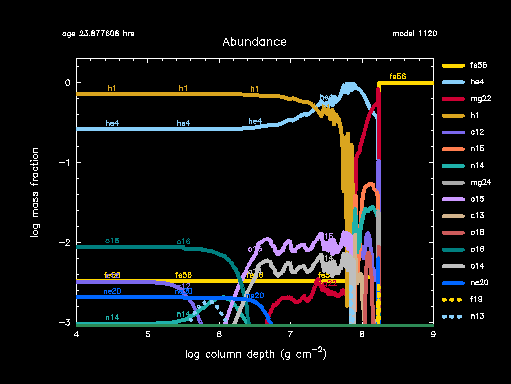 age 23.877608 hrs
model 1120
Abundance
0
-1
-2
-3
log mass fraction
4
5
6
7
8
9
log column depth (g cm-2)
h1
h1
h1
he4
he4
he4
he4
o16
o16
o15
o15
fe56
fe56
fe56
ne20
ne20
n14
n14
fe56
fe56
he4
mg22
h1
c12
n15
n14
mg24
o15
c13
o18
o16
o14
ne20
f19
n13